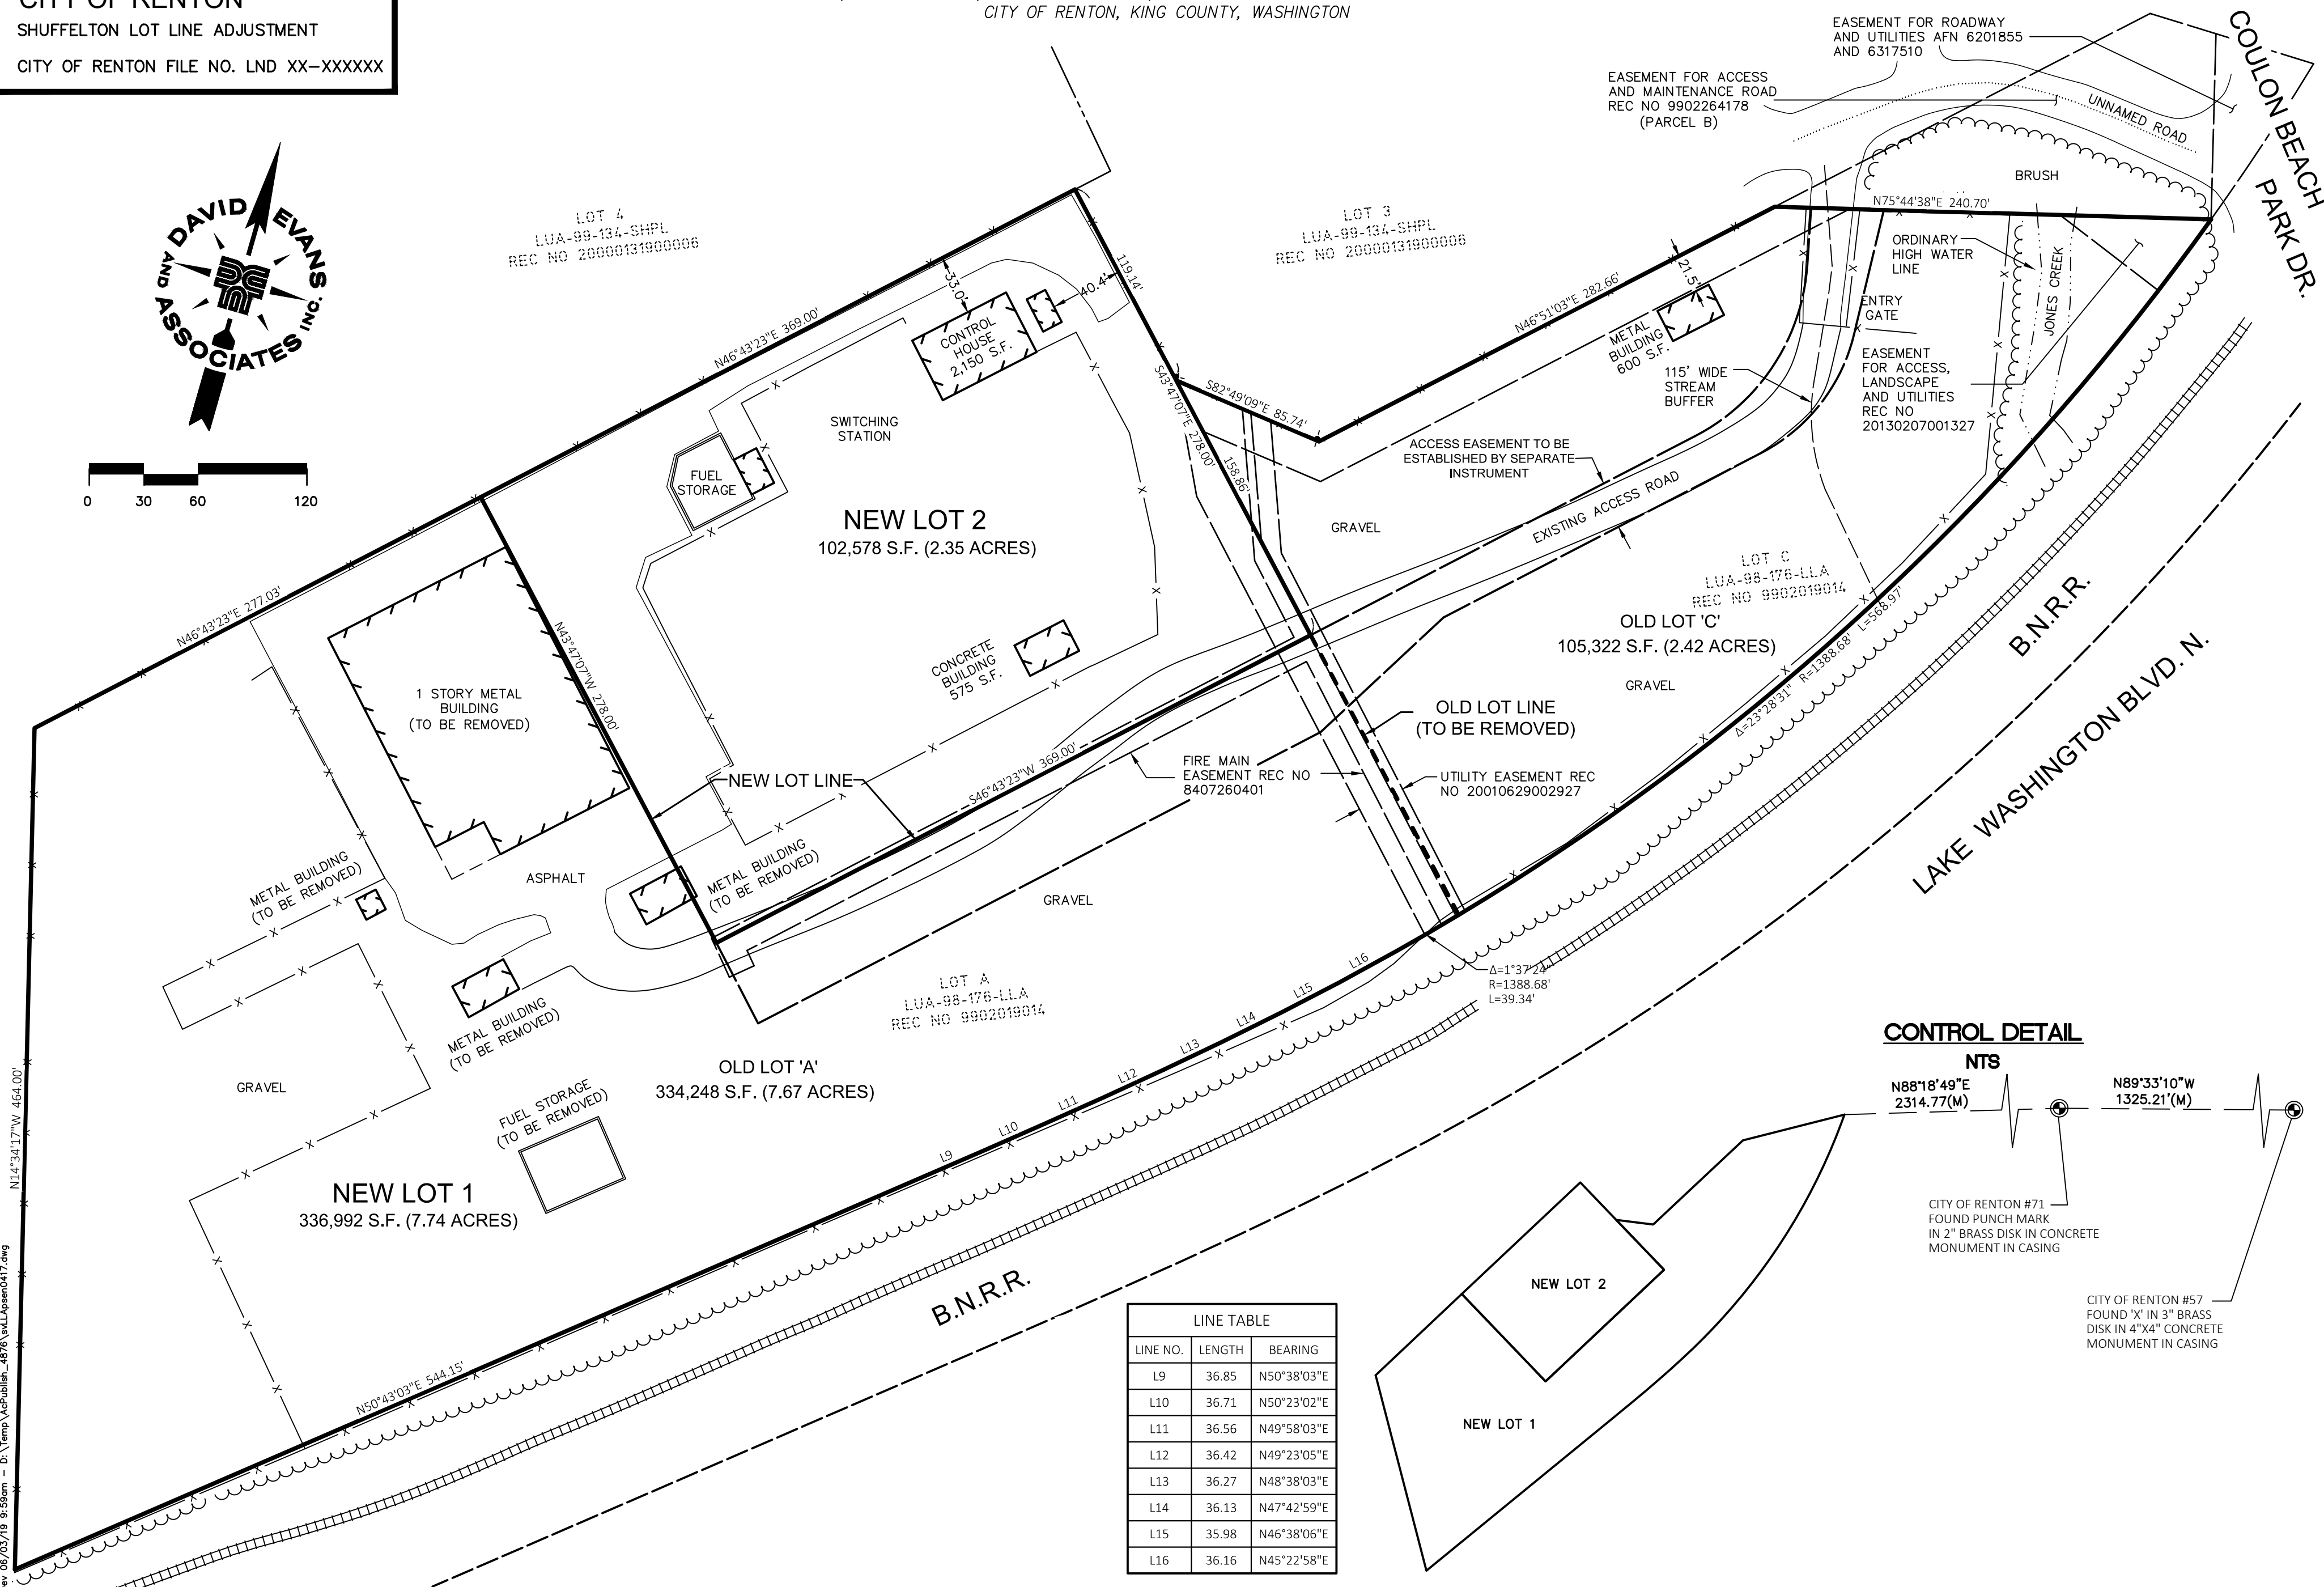 CITY OF RENTON
SHUFFELTON LOT LINE ADJUSTMENT
CITY OF RENTON FILE NO. LND XX-XXXXXX
CITY OF RENTON, KING COUNTY, WASHINGTON
EASEMENT FOR ROADWAY
AND UTILITIES AFN 6201855
AND 6317510
EASEMENT FOR ACCESS
AND MAINTENANCE ROAD
REC NO 9902264178
(PARCEL B)
UNNAMED ROAD
COULON BEACH
PARK DR.
BRUSH
N75°44'38"E 240.70'
DAVID EVANS
AND ASSOCIATES INC.
0 30 60 120
LOT 4
LUA-99-134-SHPL
REC NO 20000131900006
LOT 3
LUA-99-134-SHPL
REC NO 20000131900006
ORDINARY
HIGH WATER
LINE
JONES CREEK
ENTRY
GATE
EASEMENT
FOR ACCESS,
LANDSCAPE
AND UTILITIES
REC NO
20130207001327
119.14'
33.0'
40.4'
CONTROL
HOUSE
2,150 S.F.
N46°43'23"E 369.00'
21.5'
N46°51'03"E 282.66'
METAL
BUILDING
600 S.F.
115' WIDE
STREAM
BUFFER
S82°49'09"E 85.74'
S43°47'07"E 278.00'
158.86'
SWITCHING
STATION
FUEL
STORAGE
ACCESS EASEMENT TO BE
ESTABLISHED BY SEPARATE
INSTRUMENT
EXISTING ACCESS ROAD
GRAVEL
NEW LOT 2
102,578 S.F. (2.35 ACRES)
LOT C
LUA-98-176-LLA
REC NO 9902019014
OLD LOT 'C'
105,322 S.F. (2.42 ACRES)
GRAVEL
N46°43'23"E 277.03'
N43°47'07"W 278.00'
CONCRETE
BUILDING
575 S.F.
1 STORY METAL
BUILDING
(TO BE REMOVED)
OLD LOT LINE
(TO BE REMOVED)
Δ=23°28'31" R=1388.68' L=568.97'
B.N.R.R.
LAKE WASHINGTON BLVD. N.
NEW LOT LINE
S46°43'23"W 369.00'
FIRE MAIN
EASEMENT REC NO
8407260401
UTILITY EASEMENT REC
NO 20010629002927
METAL BUILDING
(TO BE REMOVED)
ASPHALT
METAL BUILDING
(TO BE REMOVED)
GRAVEL
METAL BUILDING
(TO BE REMOVED)
LOT A
LUA-98-176-LLA
REC NO 9902019014
OLD LOT 'A'
334,248 S.F. (7.67 ACRES)
Δ=1°37'24"
R=1388.68'
L=39.34'
L16
L15
L14
L13
L12
L11
L10
L9
GRAVEL
FUEL STORAGE
(TO BE REMOVED)
N14°34'17"W 464.00'
NEW LOT 1
336,992 S.F. (7.74 ACRES)
N50°43'03"E 544.15'
B.N.R.R.
CONTROL DETAIL
NTS
N88°18'49"E
2314.77(M)
N89°33'10"W
1325.21'(M)
CITY OF RENTON #71
FOUND PUNCH MARK
IN 2" BRASS DISK IN CONCRETE
MONUMENT IN CASING
CITY OF RENTON #57
FOUND 'X' IN 3" BRASS
DISK IN 4"X4" CONCRETE
MONUMENT IN CASING
NEW LOT 2
NEW LOT 1
LINE TABLE
LINE NO. LENGTH BEARING
L9 36.85 N50°38'03"E
L10 36.71 N50°23'02"E
L11 36.56 N49°58'03"E
L12 36.42 N49°23'05"E
L13 36.27 N48°38'03"E
L14 36.13 N47°42'59"E
L15 35.98 N46°38'06"E
L16 36.16 N45°22'58"E
06/03/19 9:59am - D:\Temp\AcPublish_4876\svLLApsen0417.dwg